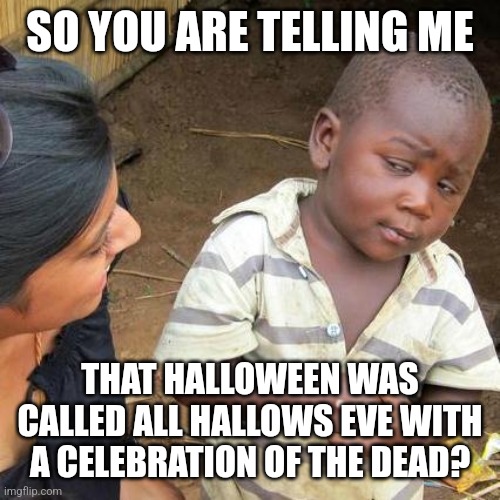 SO YOU ARE TELLING ME
THAT HALLOWEEN WAS
CALLED ALL HALLOWS EVE WITH
A CELEBRATION OF THE DEAD?
imgflip.com